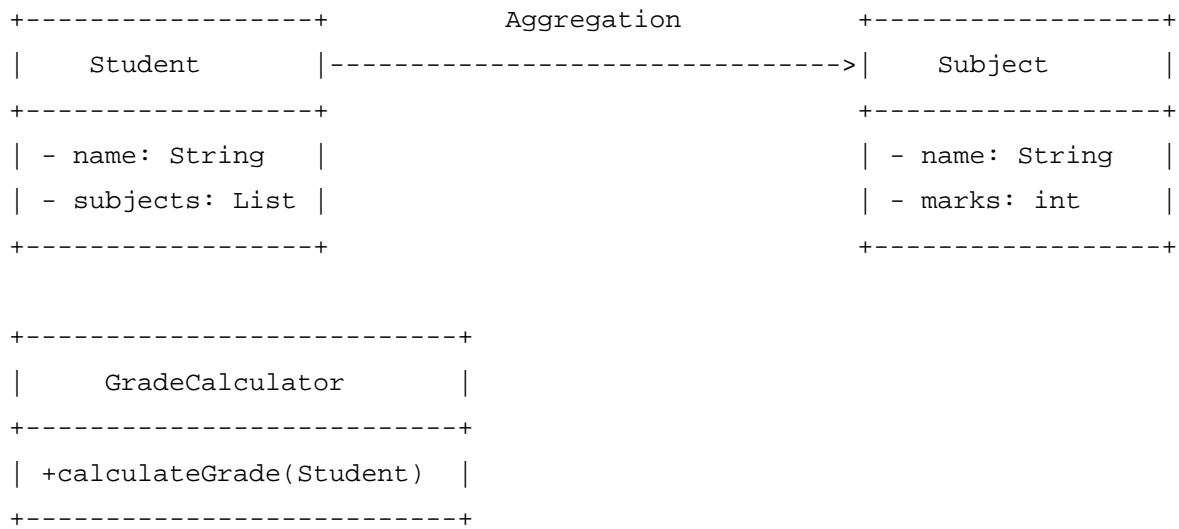 +------------------+ Aggregation +------------------+
| Student |-------------------------------->| Subject |
+------------------+ +------------------+
| - name: String | | - name: String |
| - subjects: List | | - marks: int |
+------------------+ +------------------+
+---------------------------+
| GradeCalculator |
+---------------------------+
| +calculateGrade(Student) |
+---------------------------+